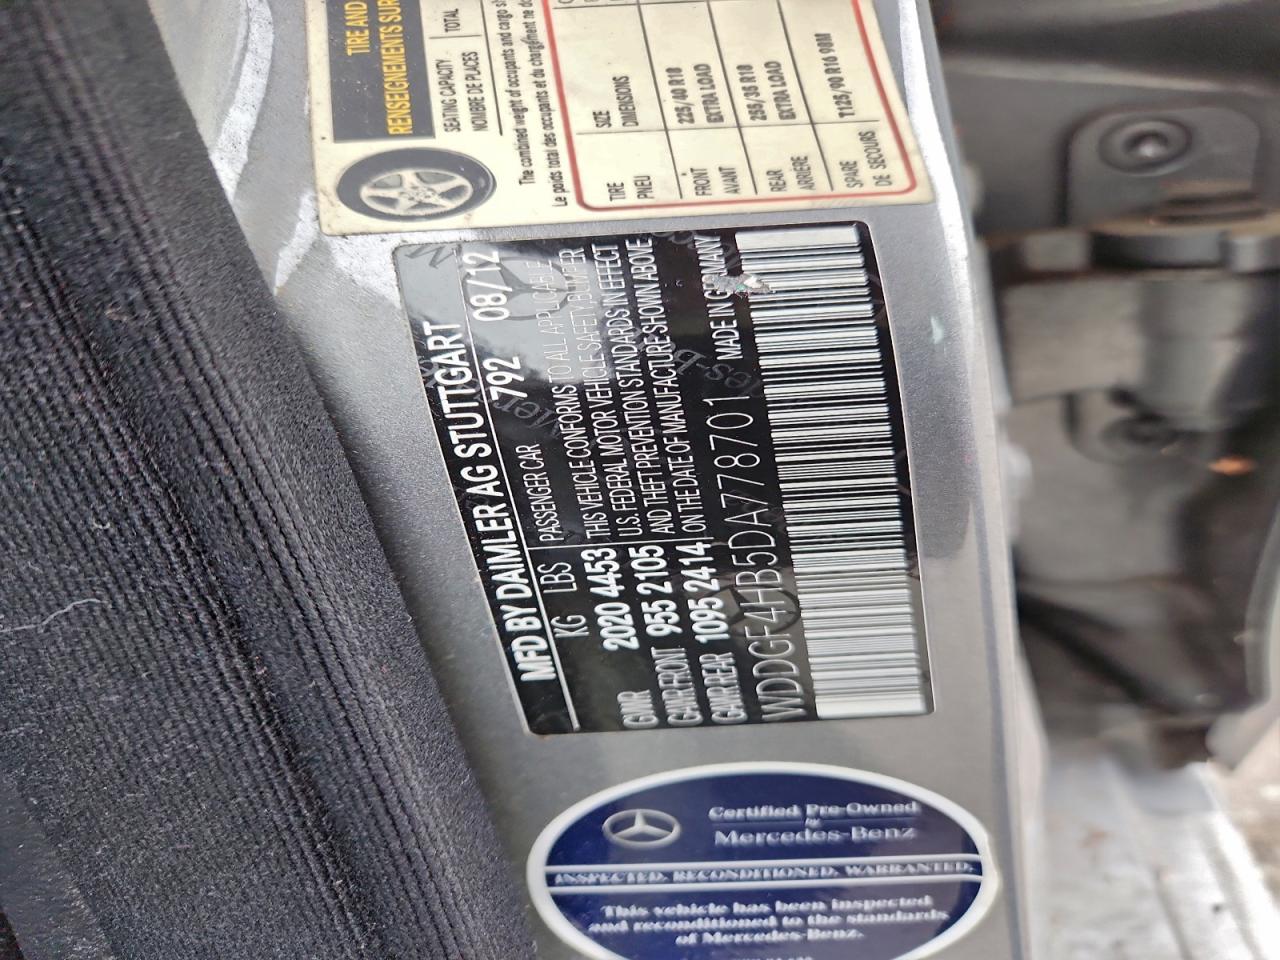 TIRE AND
RENSEIGNEMENTS SUR
SEATING CAPACITY
NOMBRE DE PLACES
TOTAL
The combined weight of occupants and cargo
Le poids total des occupants et du chargement ne
TIRE
PNEU
SIZE
DIMENSIONS
FRONT
AVANT
225/40 R18
EXTRA LOAD
REAR
ARRIÈRE
255/35 R18
EXTRA LOAD
SPARE
DE SECOURS
T125/90 R16 98M
MFD BY DAIMLER AG STUTTGART
KG LBS PASSENGER CAR 792 08/12
GVWR 2020 4453
GAWR FRONT 955 2105
GAWR REAR 1095 2414
THIS VEHICLE CONFORMS TO ALL APPLICABLE
U.S. FEDERAL MOTOR VEHICLE SAFETY, BUMPER
AND THEFT PREVENTION STANDARDS IN EFFECT
ON THE DATE OF MANUFACTURE SHOWN ABOVE
WDDGF4HB5DA778701 MADE IN GERMANY
Certified Pre-Owned
by
Mercedes-Benz
INSPECTED, RECONDITIONED, WARRANTED.
This vehicle has been inspected
and reconditioned to the standards
of Mercedes-Benz.